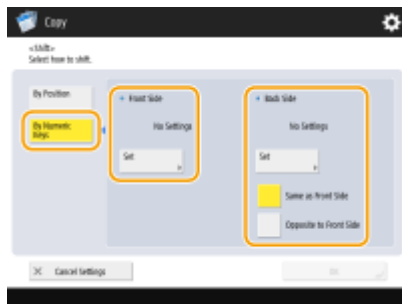 Copy
<Shift>
Select how to shift.
By Position
By Numeric
Keys
Front Side
No Settings
Set
Back Side
No Settings
Set
Same as Front Side
Opposite to Front Side
Cancel Settings
OK